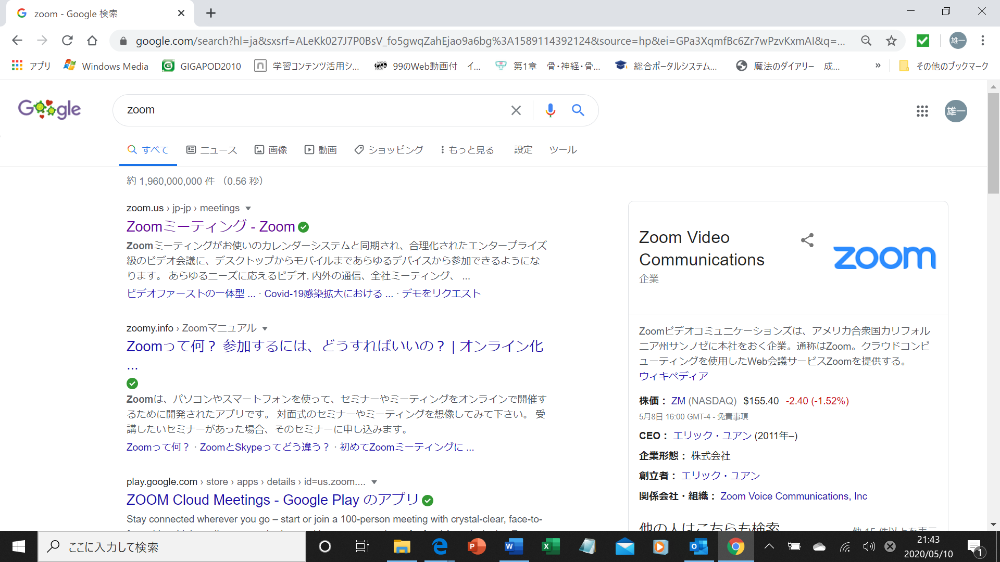 zoom - Google 検索
google.com/search?hl=ja&sxsrf=ALeKk027J7P0BsV_fo5gwqZahEjao9a6bg%3A1589114392124&source=hp&ei=GPa3XqmfBc6Zr7wPzvKxmAI&q=...
雄一
アプリ Windows Media GIGAPOD2010 学習コンテンツ活用シ... 99のWeb動画付 イ... 第1章 骨・神経・骨... 総合ポータルシステム... 魔法のダイアリー 成... » その他のブックマーク
Google zoom 雄一
すべて ニュース 画像 動画 ショッピング もっと見る 設定 ツール
約 1,960,000,000 件 （0.56 秒）
zoom.us › jp-jp › meetings
Zoomミーティング - Zoom
Zoomミーティングがお使いのカレンダーシステムと同期され、合理化されたエンタープライズ
級のビデオ会議に、デスクトップからモバイルまであらゆるデバイスから参加できるようにな
ります。 あらゆるニーズに応えるビデオ. 内外の通信、全社ミーティング、 ...
ビデオファーストの一体型 ... · Covid-19感染拡大における ... · デモをリクエスト
zoomy.info › Zoomマニュアル
Zoomって何？ 参加するには、どうすればいいの？ | オンライン化
...
Zoomは、パソコンやスマートフォンを使って、セミナーやミーティングをオンラインで開催す
るために開発されたアプリです。 対面式のセミナーやミーティングを想像してみて下さい。 受
講したいセミナーがあった場合、そのセミナーに申し込みます。
Zoomって何？ · ZoomとSkypeってどう違う？ · 初めてZoomミーティングに ...
play.google.com › store › apps › details › id=us.zoom....
ZOOM Cloud Meetings - Google Play のアプリ
Stay connected wherever you go – start or join a 100-person meeting with crystal-clear, face-to-
Zoom Video
Communications
企業
zoom
Zoomビデオコミュニケーションズは、アメリカ合衆国カリフォル
ニア州サンノゼに本社をおく企業。通称はZoom。クラウドコンピ
ューティングを使用したWeb会議サービスZoomを提供する。
ウィキペディア
株価： ZM (NASDAQ) $155.40 -2.40 (-1.52%)
5月8日 16:00 GMT-4 - 免責事項
CEO： エリック・ユアン (2011年–)
企業形態： 株式会社
創立者： エリック・ユアン
関係会社・組織： Zoom Voice Communications, Inc
他の人はこちらも検索 他 15 件以上を表示
ここに入力して検索
21:43
2020/05/10
1